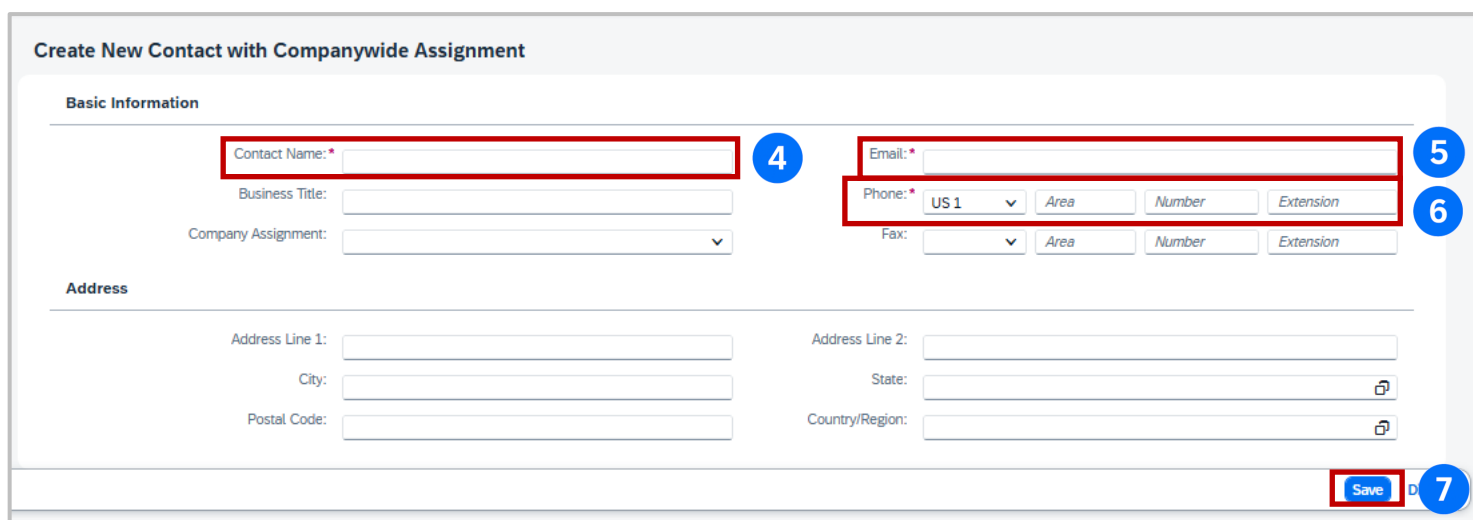 Create New Contact with Companywide Assignment
Basic Information
Contact Name:* 4 Email:* 5
Business Title: Phone:* US 1 Area Number Extension 6
Company Assignment: Fax: Area Number Extension
Address
Address Line 1: Address Line 2:
City: State:
Postal Code: Country/Region:
Save D 7